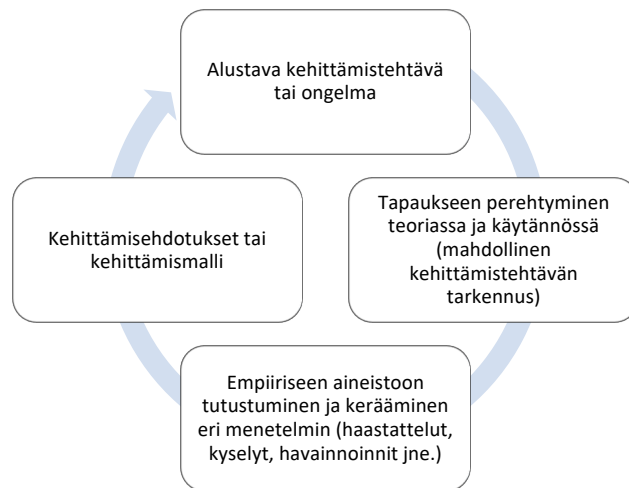 Alustava kehittämistehtävä
tai ongelma
Tapaukseen perehtyminen
teoriassa ja käytännössä
(mahdollinen
kehittämistehtävän
tarkennus)
Empiiriseen aineistoon
tutustuminen ja kerääminen
eri menetelmin (haastattelut,
kyselyt, havainnoinnit jne.)
Kehittämisehdotukset tai
kehittämismalli